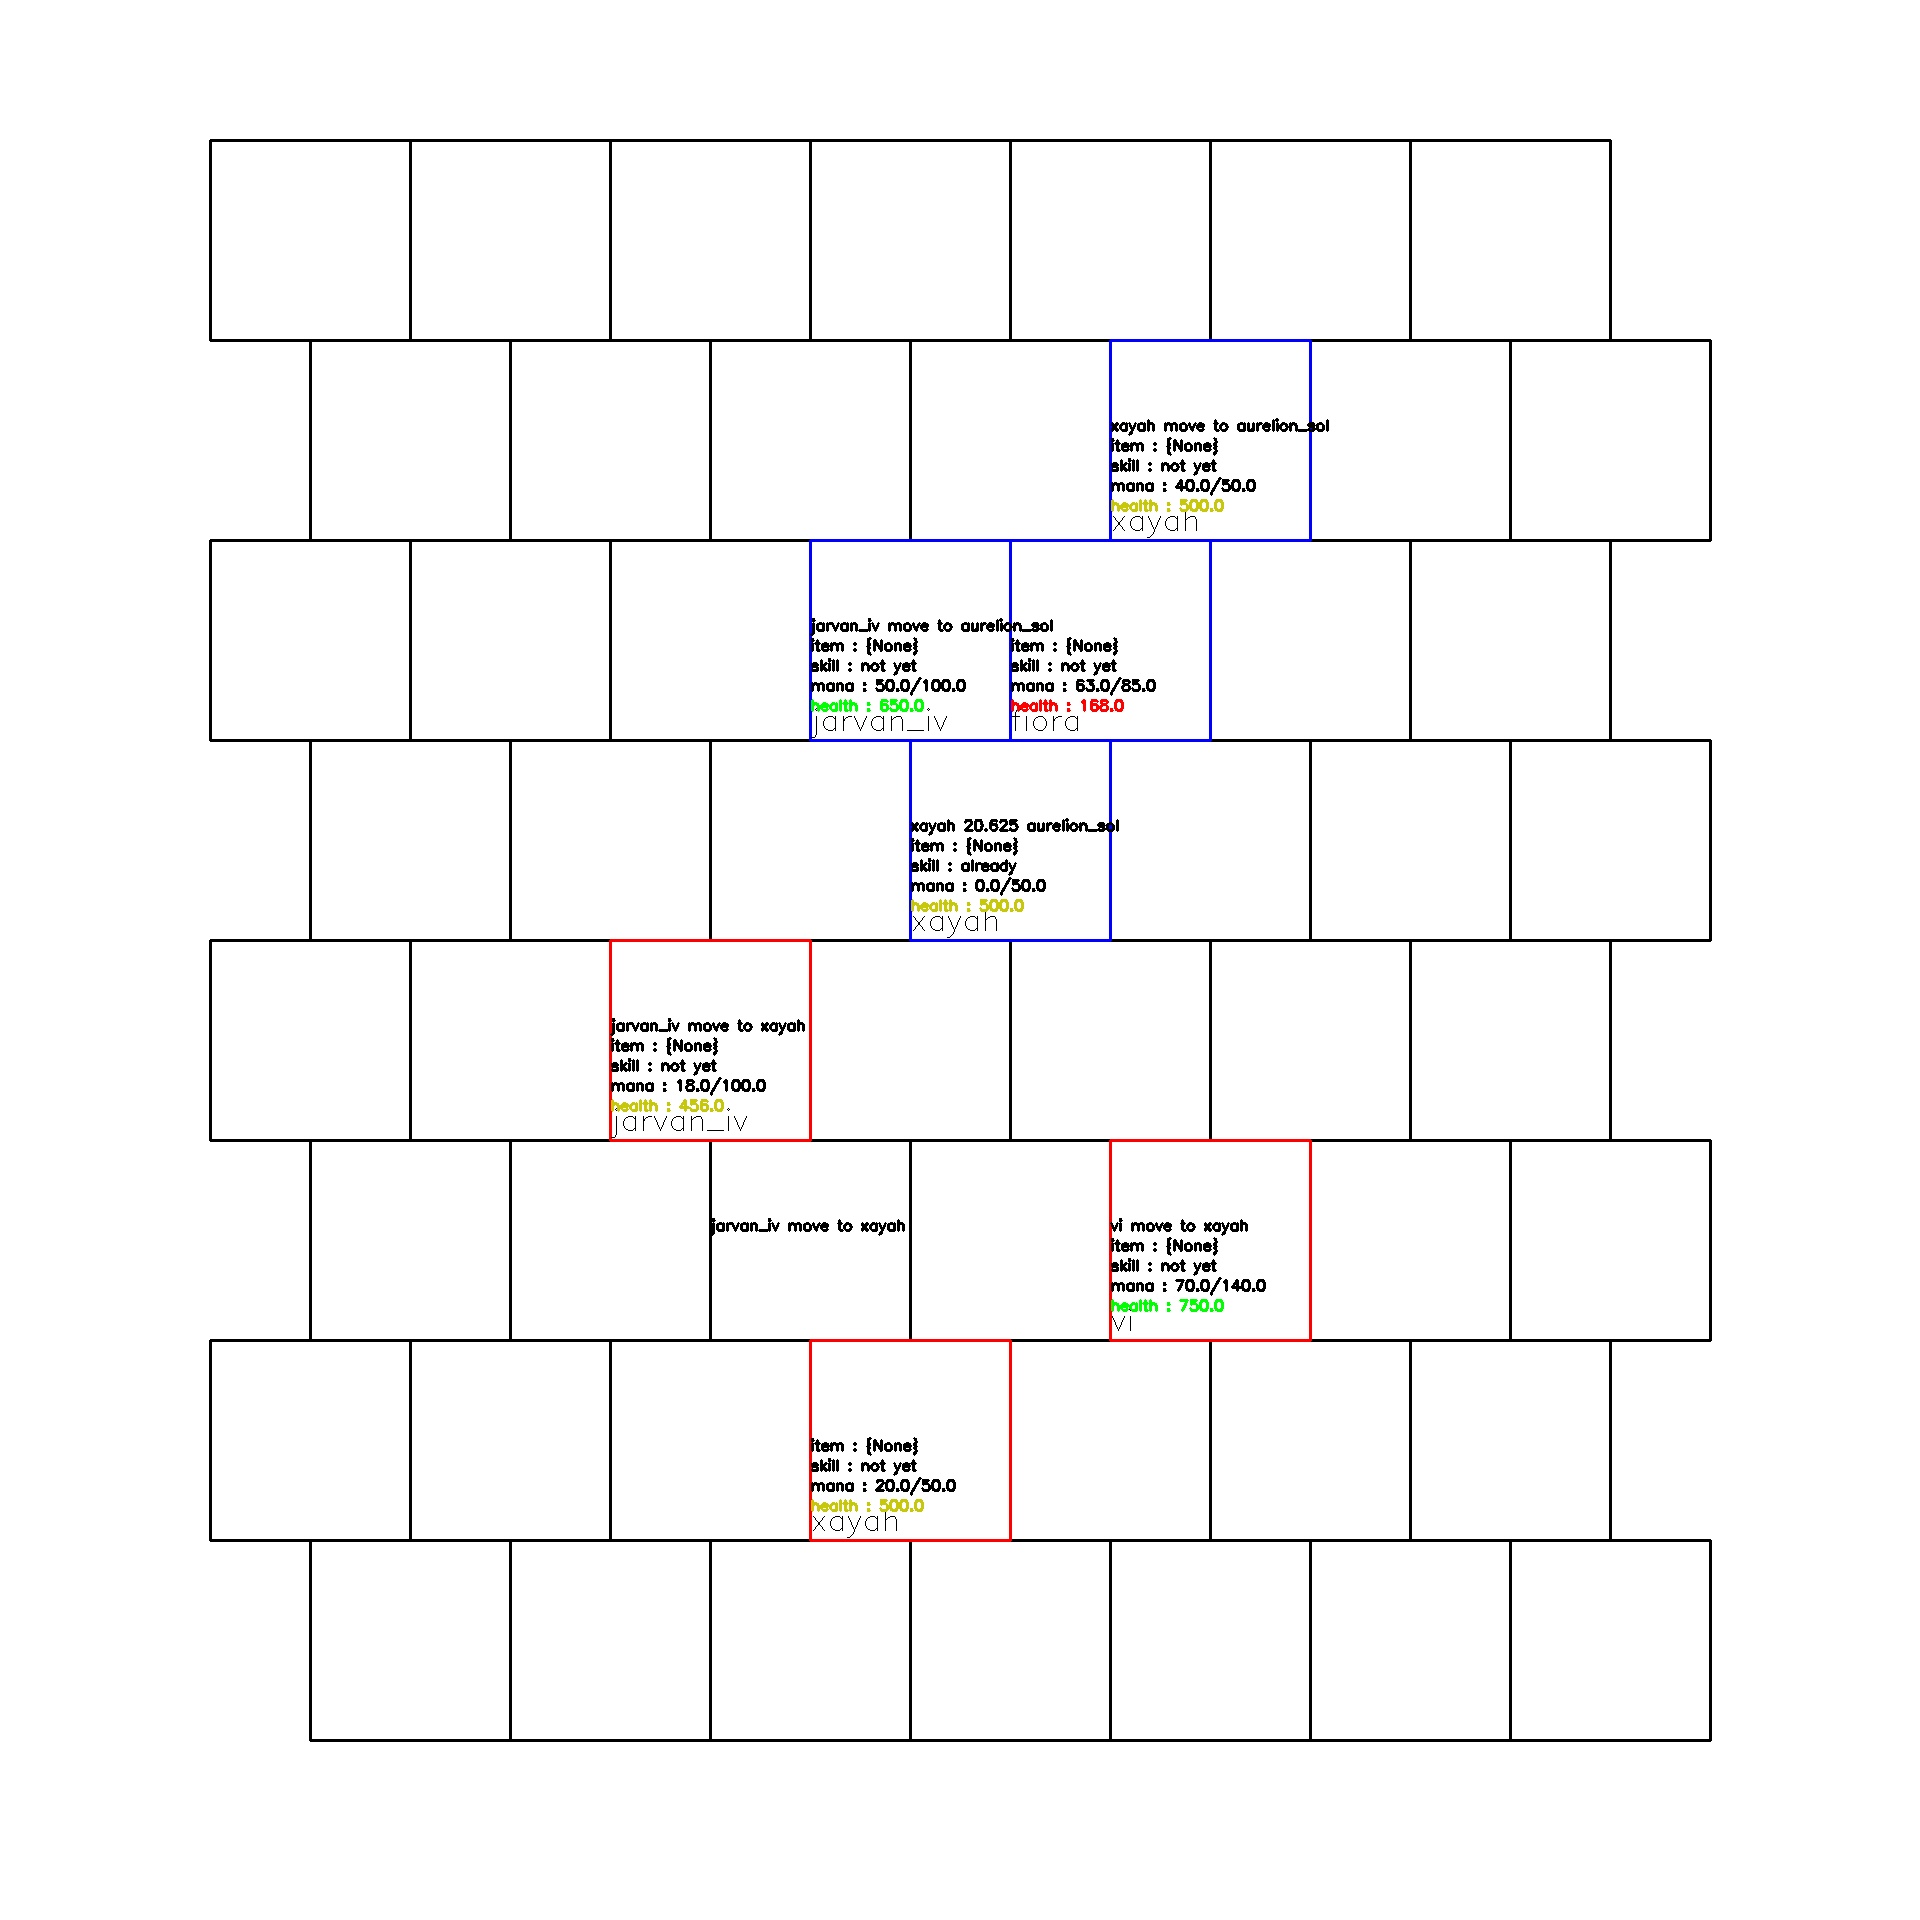 xayah move to aurelion_sol
item : {None}
skill : not yet
mana : 40.0/50.0
health : 500.0
xayah
jarvan_iv move to aurelion_sol
item : {None}
skill : not yet
mana : 50.0/100.0
health : 650.0
jarvan_iv
item : {None}
skill : not yet
mana : 63.0/85.0
health : 168.0
fiora
xayah 20.625 aurelion_sol
item : {None}
skill : already
mana : 0.0/50.0
health : 500.0
xayah
jarvan_iv move to xayah
item : {None}
skill : not yet
mana : 18.0/100.0
health : 456.0
jarvan_iv
jarvan_iv move to xayah
vi move to xayah
item : {None}
skill : not yet
mana : 70.0/140.0
health : 750.0
vi
item : {None}
skill : not yet
mana : 20.0/50.0
health : 500.0
xayah